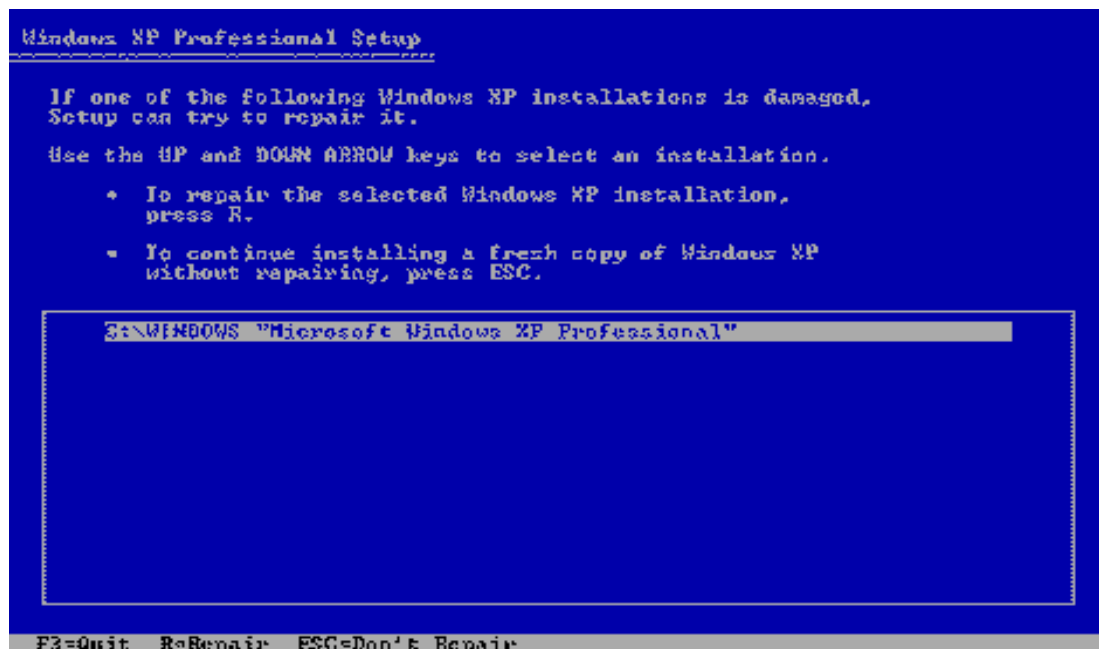 Windows XP Professional Setup
If one of the following Windows XP installations is damaged,
Setup can try to repair it.
Use the UP and DOWN ARROW keys to select an installation.
• To repair the selected Windows XP installation,
press R.
• To continue installing a fresh copy of Windows XP
without repairing, press ESC.
C:\WINDOWS "Microsoft Windows XP Professional"
F3=Quit R=Repair ESC=Don't Repair